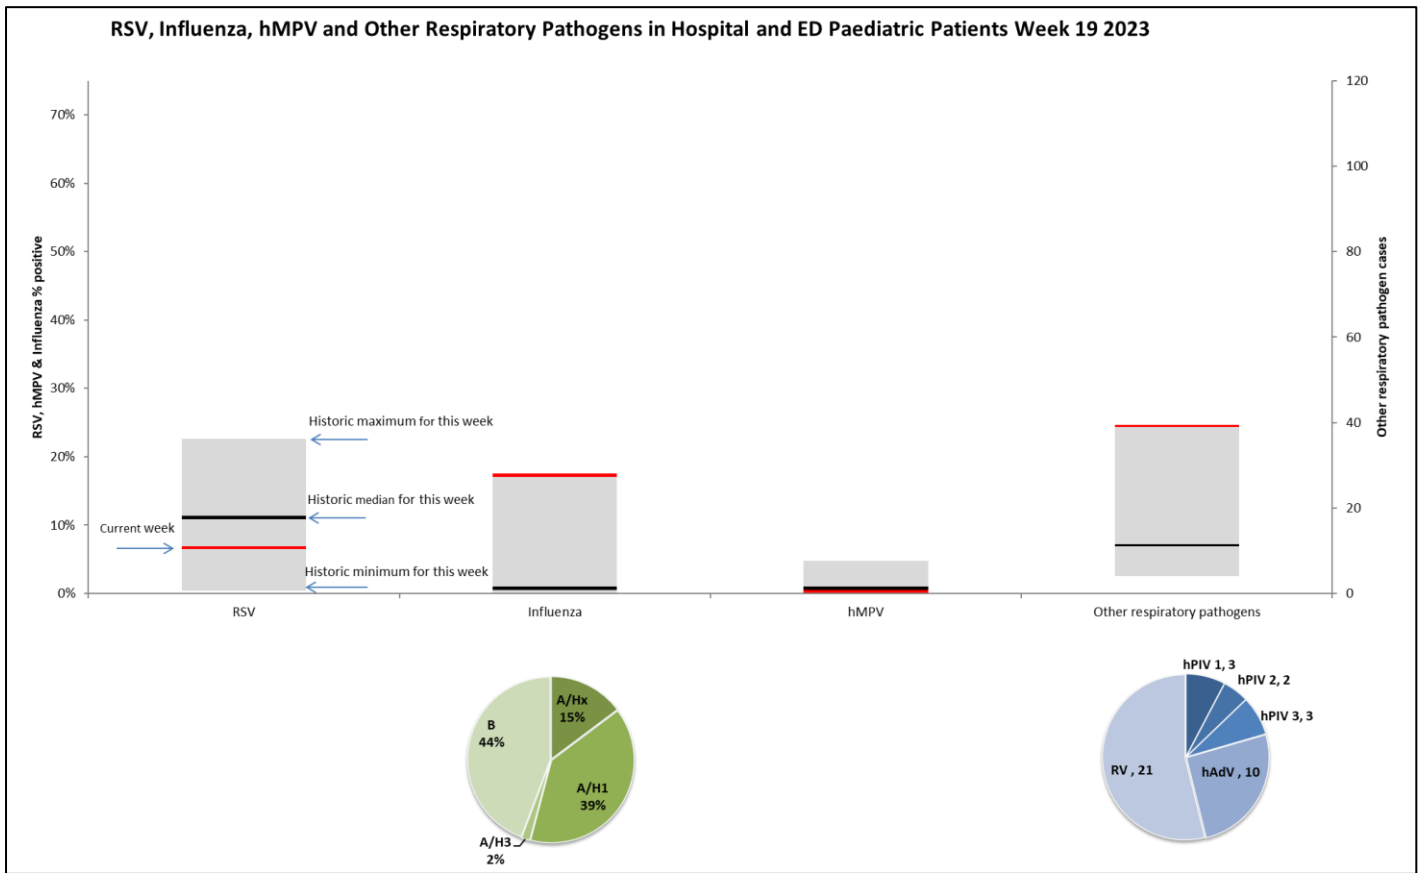 RSV, Influenza, hMPV and Other Respiratory Pathogens in Hospital and ED Paediatric Patients Week 19 2023
RSV, hMPV & Influenza % positive
70%
60%
50%
40%
30%
20%
10%
0%
120
100
80
60
40
20
0
Other respiratory pathogen cases
Historic maximum for this week
Historic median for this week
Current week
Historic minimum for this week
RSV
Influenza
hMPV
Other respiratory pathogens
A/Hx
15%
B
44%
A/H1
39%
A/H3
2%
hPIV 1, 3
hPIV 2, 2
hPIV 3, 3
hAdV , 10
RV , 21